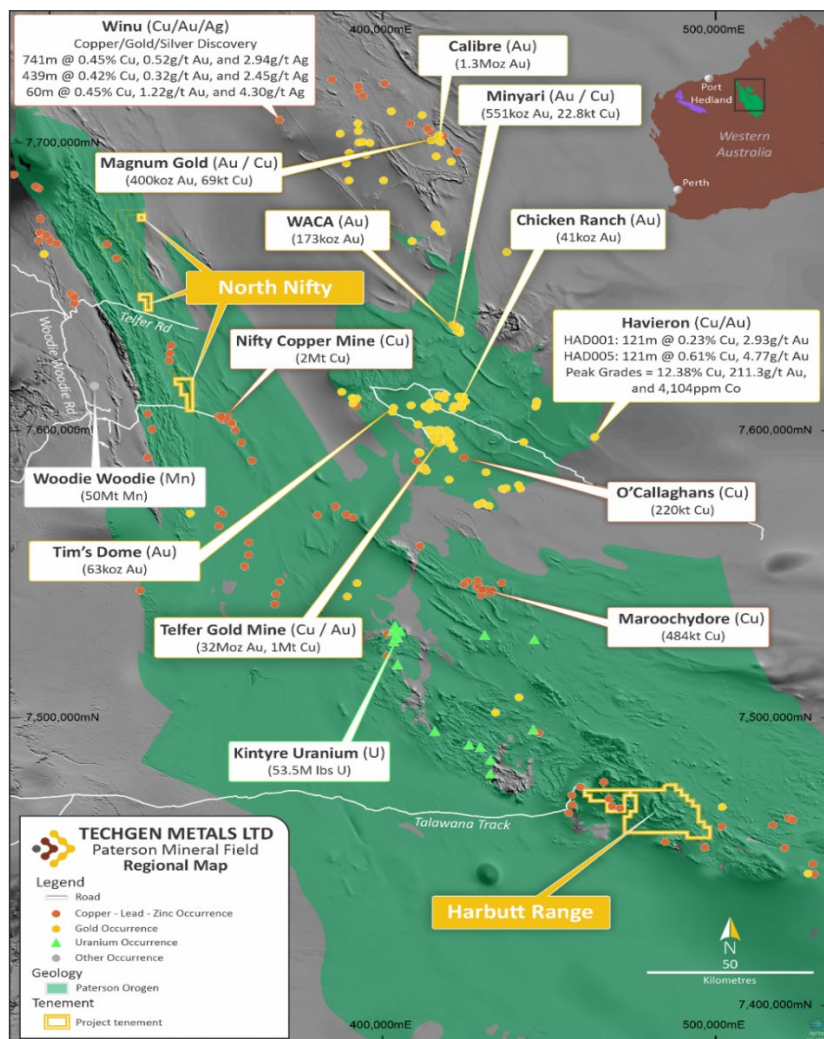 Winu (Cu/Au/Ag)
Copper/Gold/Silver Discovery
741m @ 0.45% Cu, 0.52g/t Au, and 2.94g/t Ag
439m @ 0.42% Cu, 0.32g/t Au, and 2.45g/t Ag
60m @ 0.45% Cu, 1.22g/t Au, and 4.30g/t Ag
Calibre (Au)
(1.3Moz Au)
Minyari (Au / Cu)
(551koz Au, 22.8kt Cu)
Port
Hedland
Western
Australia
Perth
7,700,000mN
7,700,000mN
Magnum Gold (Au / Cu)
(400koz Au, 69kt Cu)
WACA (Au)
(173koz Au)
Chicken Ranch (Au)
(41koz Au)
North Nifty
Telfer Rd
Woodie Woodie Rd
Nifty Copper Mine (Cu)
(2Mt Cu)
Havieron (Cu/Au)
HAD001: 121m @ 0.23% Cu, 2.93g/t Au
HAD005: 121m @ 0.61% Cu, 4.77g/t Au
Peak Grades = 12.38% Cu, 211.3g/t Au,
and 4,104ppm Co
7,600,000mN
7,600,000mN
Woodie Woodie (Mn)
(50Mt Mn)
O'Callaghans (Cu)
(220kt Cu)
Tim's Dome (Au)
(63koz Au)
Telfer Gold Mine (Cu / Au)
(32Moz Au, 1Mt Cu)
Maroochydore (Cu)
(484kt Cu)
7,500,000mN
7,500,000mN
Kintyre Uranium (U)
(53.5M lbs U)
Talawana Track
Harbutt Range
TECHGEN METALS LTD
Paterson Mineral Field
Regional Map
Legend
Road
Copper - Lead - Zinc Occurrence
Gold Occurrence
Uranium Occurrence
Other Occurrence
Geology
Paterson Orogen
Tenement
Project tenement
N
50
Kilometres
7,400,000mN
400,000mE
500,000mE
400,000mE
500,000mE